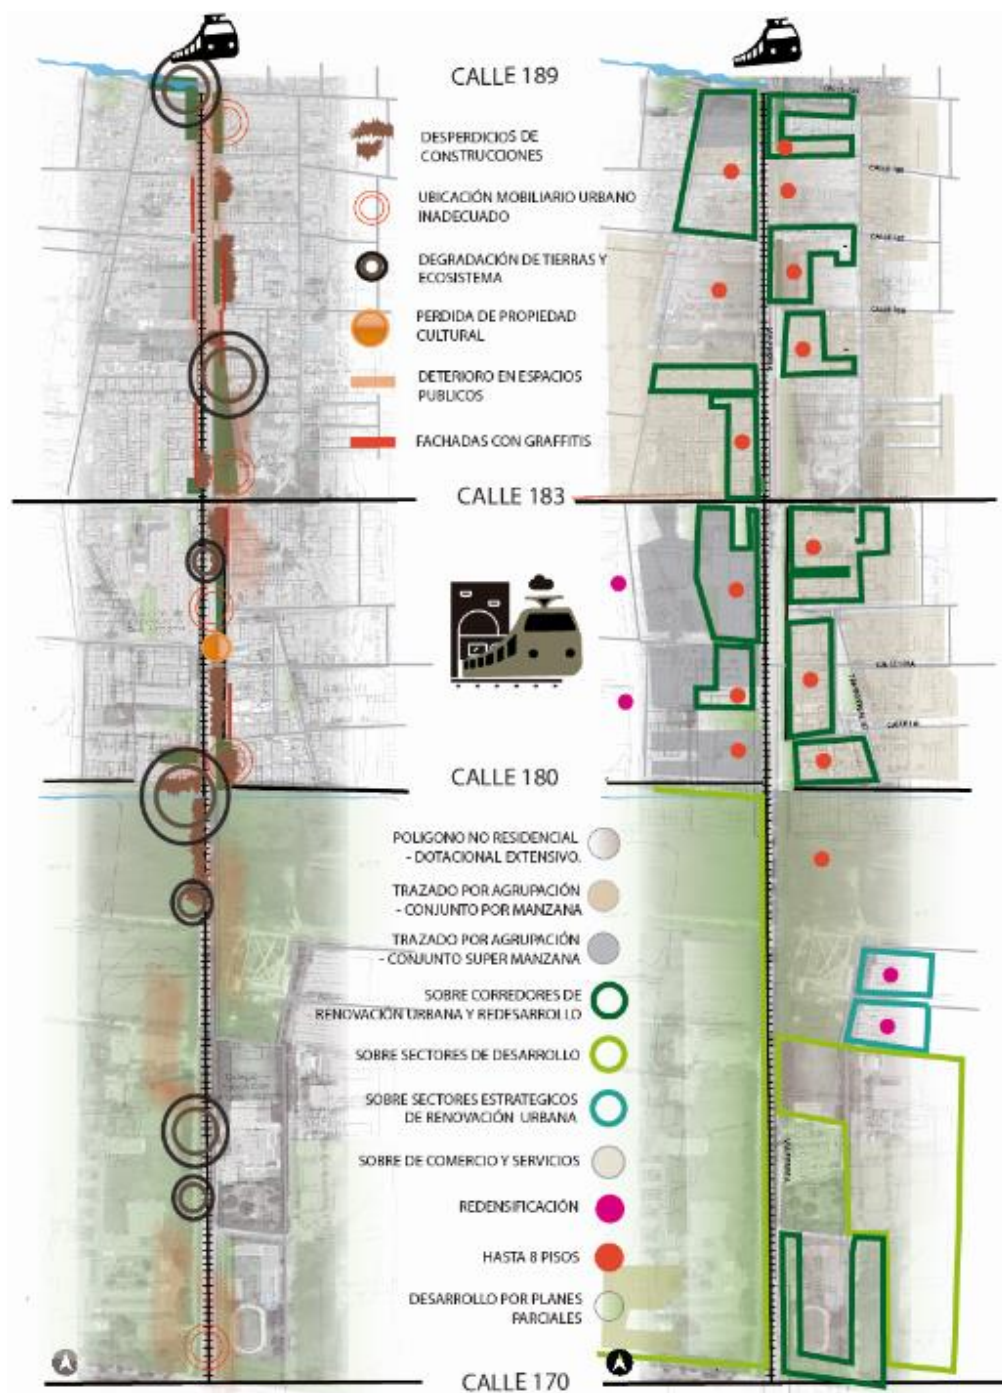 CALLE 189
DESPERDICIOS DE
CONSTRUCCIONES
UBICACIÓN MOBILIARIO URBANO
INADECUADO
DEGRADACIÓN DE TIERRAS Y
ECOSISTEMA
PERDIDA DE PROPIEDAD
CULTURAL
DETERIORO EN ESPACIOS
PUBLICOS
FACHADAS CON GRAFFITIS
CALLE 183
CALLE 180
POLIGONO NO RESIDENCIAL
- DOTACIONAL EXTENSIVO.
TRAZADO POR AGRUPACIÓN
- CONJUNTO POR MANZANA
TRAZADO POR AGRUPACIÓN
- CONJUNTO SUPER MANZANA
SOBRE CORREDORES DE
RENOVACIÓN URBANA Y REDESARROLLO
SOBRE SECTORES DE DESARROLLO
SOBRE SECTORES ESTRATEGICOS
DE RENOVACIÓN URBANA
SOBRE DE COMERCIO Y SERVICIOS
REDENSIFICACIÓN
HASTA 8 PISOS
DESARROLLO POR PLANES
PARCIALES
CALLE 170